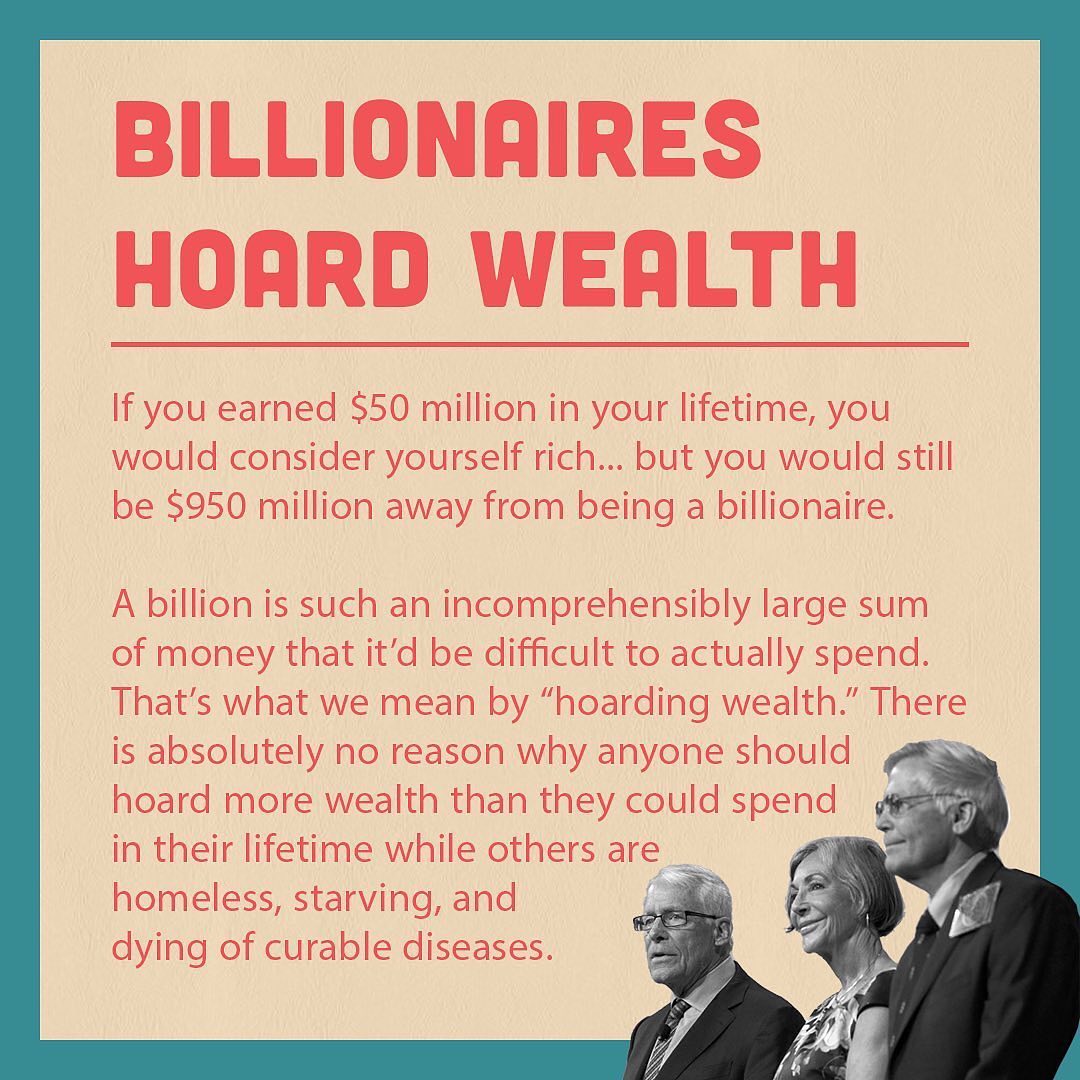 BILLIONAIRES
HOARD WEALTH
If you earned $50 million in your lifetime, you
would consider yourself rich... but you would still
be $950 million away from being a billionaire.
A billion is such an incomprehensibly large sum
of money that it’d be difficult to actually spend.
That’s what we mean by “hoarding wealth.” There
is absolutely no reason why anyone should
hoard more wealth than they could spend
in their lifetime while others are
homeless, starving, and
dying of curable diseases.